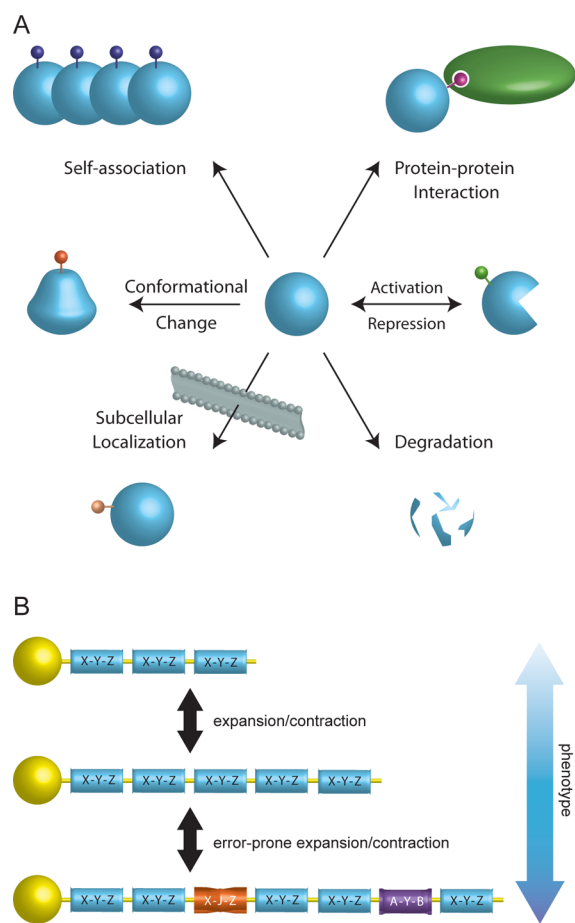 A
Self-association
Protein-protein
Interaction
Conformational
Change
Activation
Repression
Subcellular
Localization
Degradation
B
X-Y-Z X-Y-Z X-Y-Z
expansion/contraction
X-Y-Z X-Y-Z X-Y-Z X-Y-Z X-Y-Z
error-prone expansion/contraction
X-Y-Z X-Y-Z X-J-Z X-Y-Z X-Y-Z A-Y-B X-Y-Z
phenotype